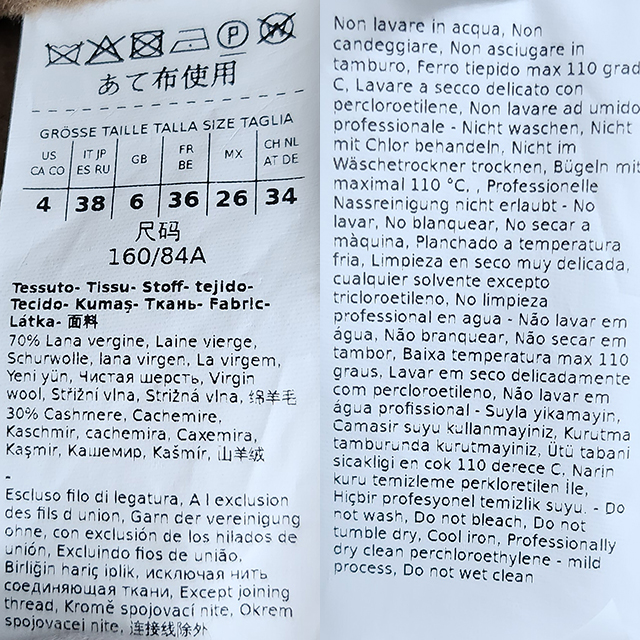 P W
あて布使用
GRÖSSE TAILLE TALLA SIZE TAGLIA
US CA CO IT JP ES RU GB FR BE MX CH NL AT DE
4 38 6 36 26 34
尺码
160/84A
Tessuto- Tissu- Stoff- tejido-
Tecido- Kumaş- Ткань- Fabric-
Látka- 面料
70% Lana vergine, Laine vierge,
Schurwolle, lana virgen, La virgem,
Yeni yün, Чистая шерсть, Virgin
wool, Střižní vlna, Strižná vlna, 绵羊毛
30% Cashmere, Cachemire,
Kaschmir, cachemira, Caxemira,
Kaşmir, Кашемир, Kašmír, 山羊绒
-
Escluso filo di legatura, A l exclusion
des fils d union, Garn der vereinigung
ohne, con exclusión de los hilados de
unión, Excluindo fios de união,
Birliğin hariç iplik, исключая нить
соединяющая ткани, Except joining
thread, Kromě spojovací nite, Okrem
spojovacej nite, 连接线除外
Non lavare in acqua, Non
candeggiare, Non asciugare in
tamburo, Ferro tiepido max 110 grad
C, Lavare a secco delicato con
percloroetilene, Non lavare ad umido
professionale - Nicht waschen, Nicht
mit Chlor behandeln, Nicht im
Wäschetrockner trocknen, Bügeln mit
maximal 110 °C, , Professionelle
Nassreinigung nicht erlaubt - No
lavar, No blanquear, No secar a
màquina, Planchado a temperatura
fria, Limpieza en seco muy delicada,
cualquier solvente excepto
tricloroetileno, No limpieza
professional en agua - Não lavar em
água, Não branquear, Não secar em
tambor, Baixa temperatura max 110
graus, Lavar em seco delicadamente
com percloroetileno, Não lavar em
água profissional - Suyla yikamayin,
Camasir suyu kullanmayiniz, Kurutma
tamburunda kurutmayiniz, Ütü tabani
sicakligi en cok 110 derece C, Narin
kuru temizleme perkloretilen İle,
Hiçbir profesyonel temizlik suyu. - Do
not wash, Do not bleach, Do not
tumble dry, Cool iron, Professionally
dry clean perchloroethylene - mild
process, Do not wet clean